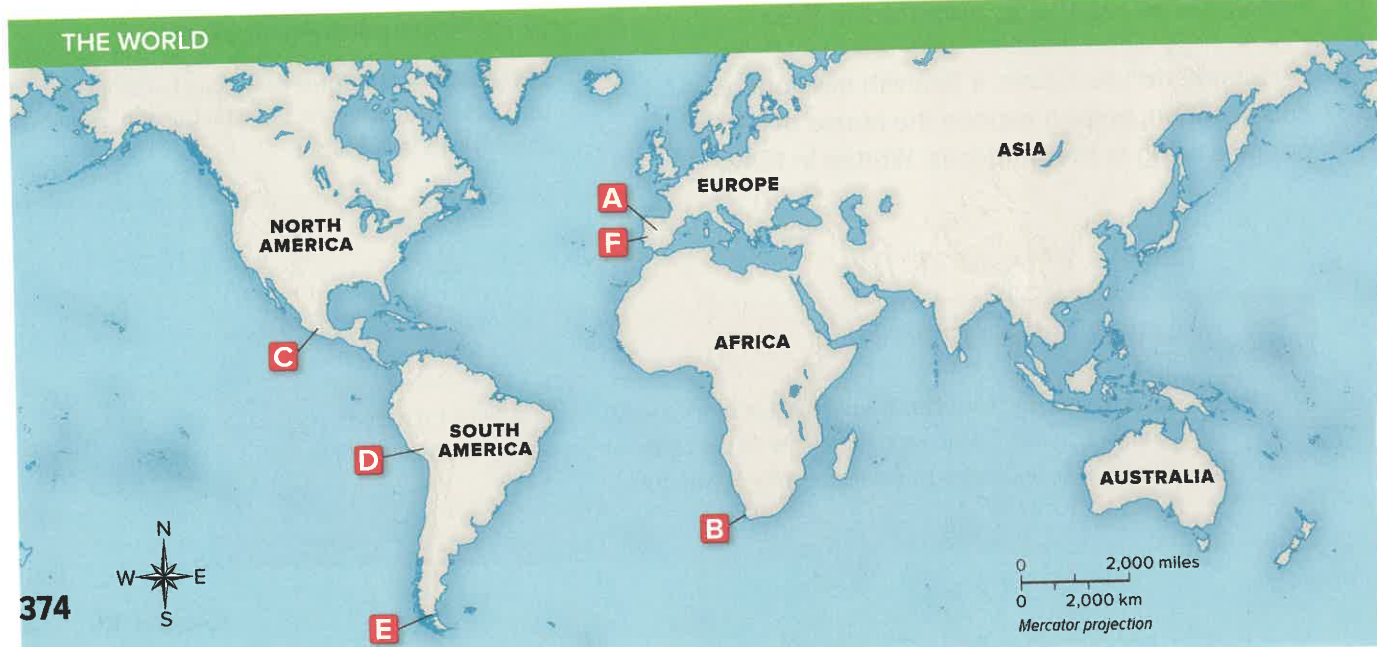 THE WORLD
ASIA
EUROPE
A
NORTH
AMERICA
F
AFRICA
C
SOUTH
AMERICA
D
AUSTRALIA
B
N
W E
S
0 2,000 miles
0 2,000 km
Mercator projection
374
E